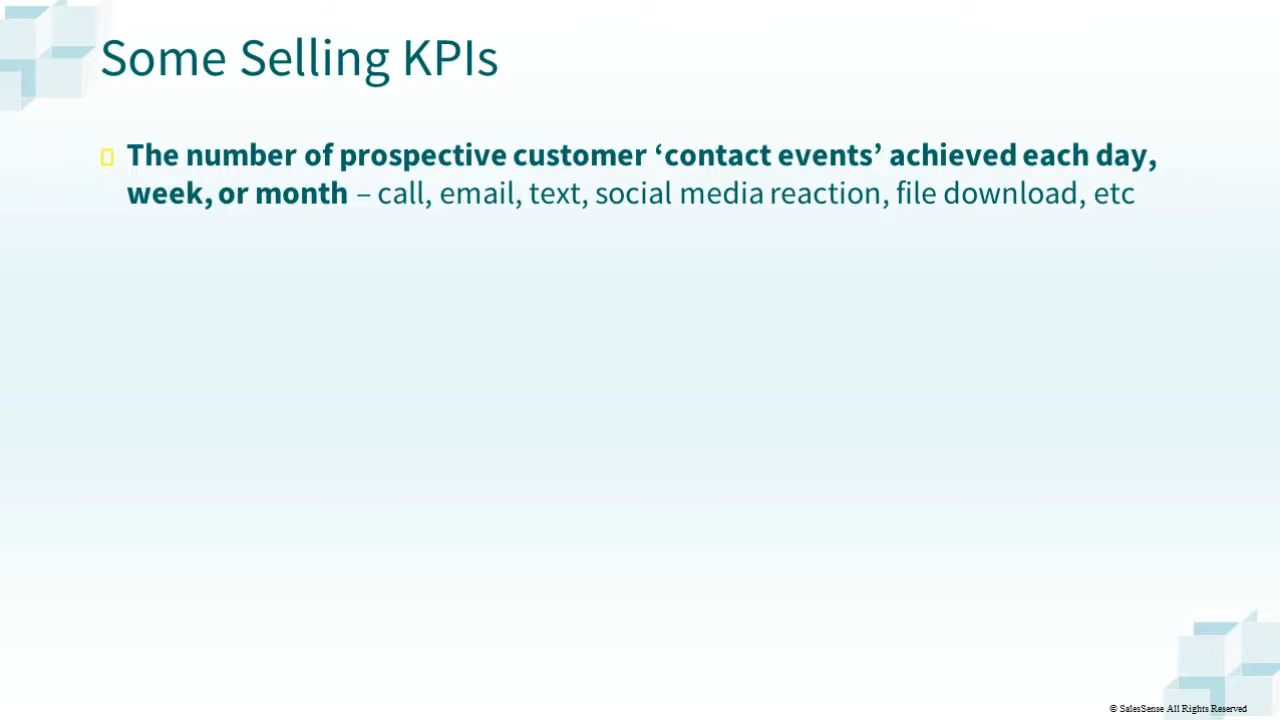 Some Selling KPIs
The number of prospective customer ‘contact events’ achieved each day,
week, or month – call, email, text, social media reaction, file download, etc
© SalesSense All Rights Reserved